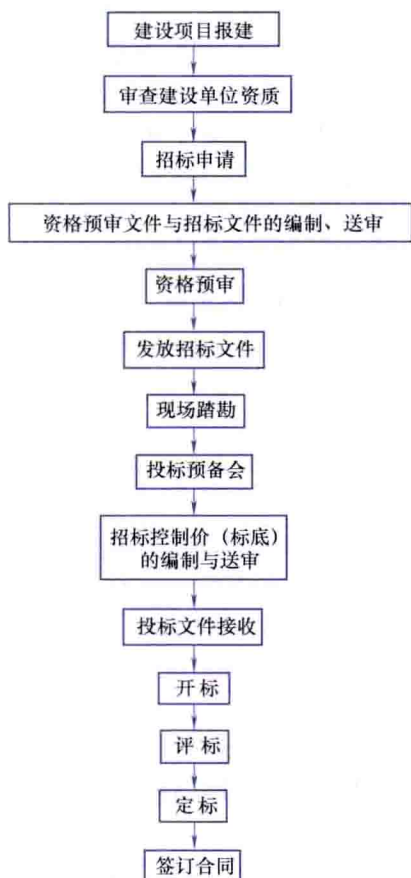 建设项目报建
审查建设单位资质
招标申请
资格预审文件与招标文件的编制、送审
资格预审
发放招标文件
现场踏勘
投标预备会
招标控制价（标底）
的编制与送审
投标文件接收
开标
评标
定标
签订合同